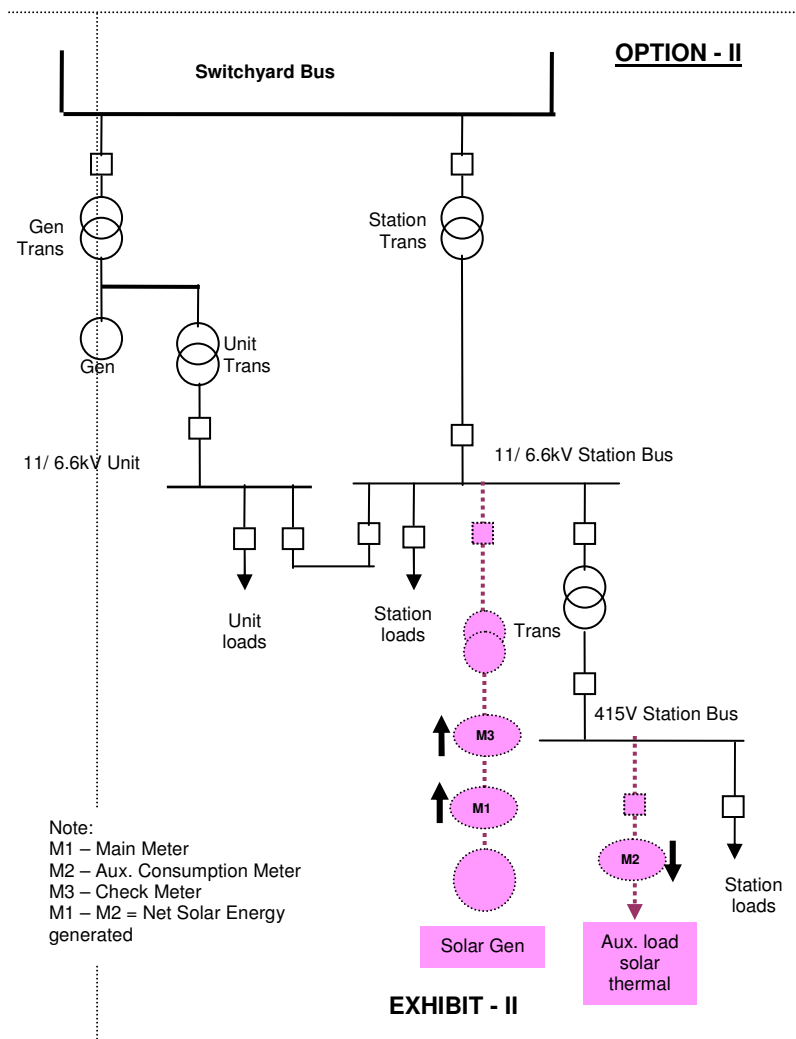 OPTION - II
Switchyard Bus
Gen
Trans
Station
Trans
Gen
Unit
Trans
11/ 6.6kV Unit
11/ 6.6kV Station Bus
Unit
loads
Station
loads
Trans
415V Station Bus
M3
M1
M2
Note:
M1 – Main Meter
M2 – Aux. Consumption Meter
M3 – Check Meter
M1 – M2 = Net Solar Energy
generated
Station
loads
Solar Gen
Aux. load
solar
thermal
EXHIBIT - II